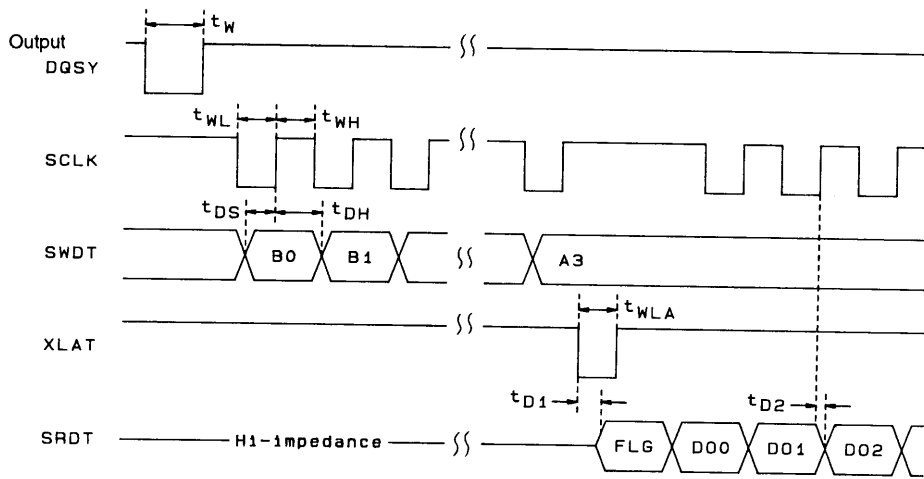 tW
Output
DQSY
tWL tWH
SCLK
tDS tDH
SWDT B0 B1 A3
tWLA
XLAT
tD1 tD2
SRDT Hi-impedance FLG D00 D01 D02